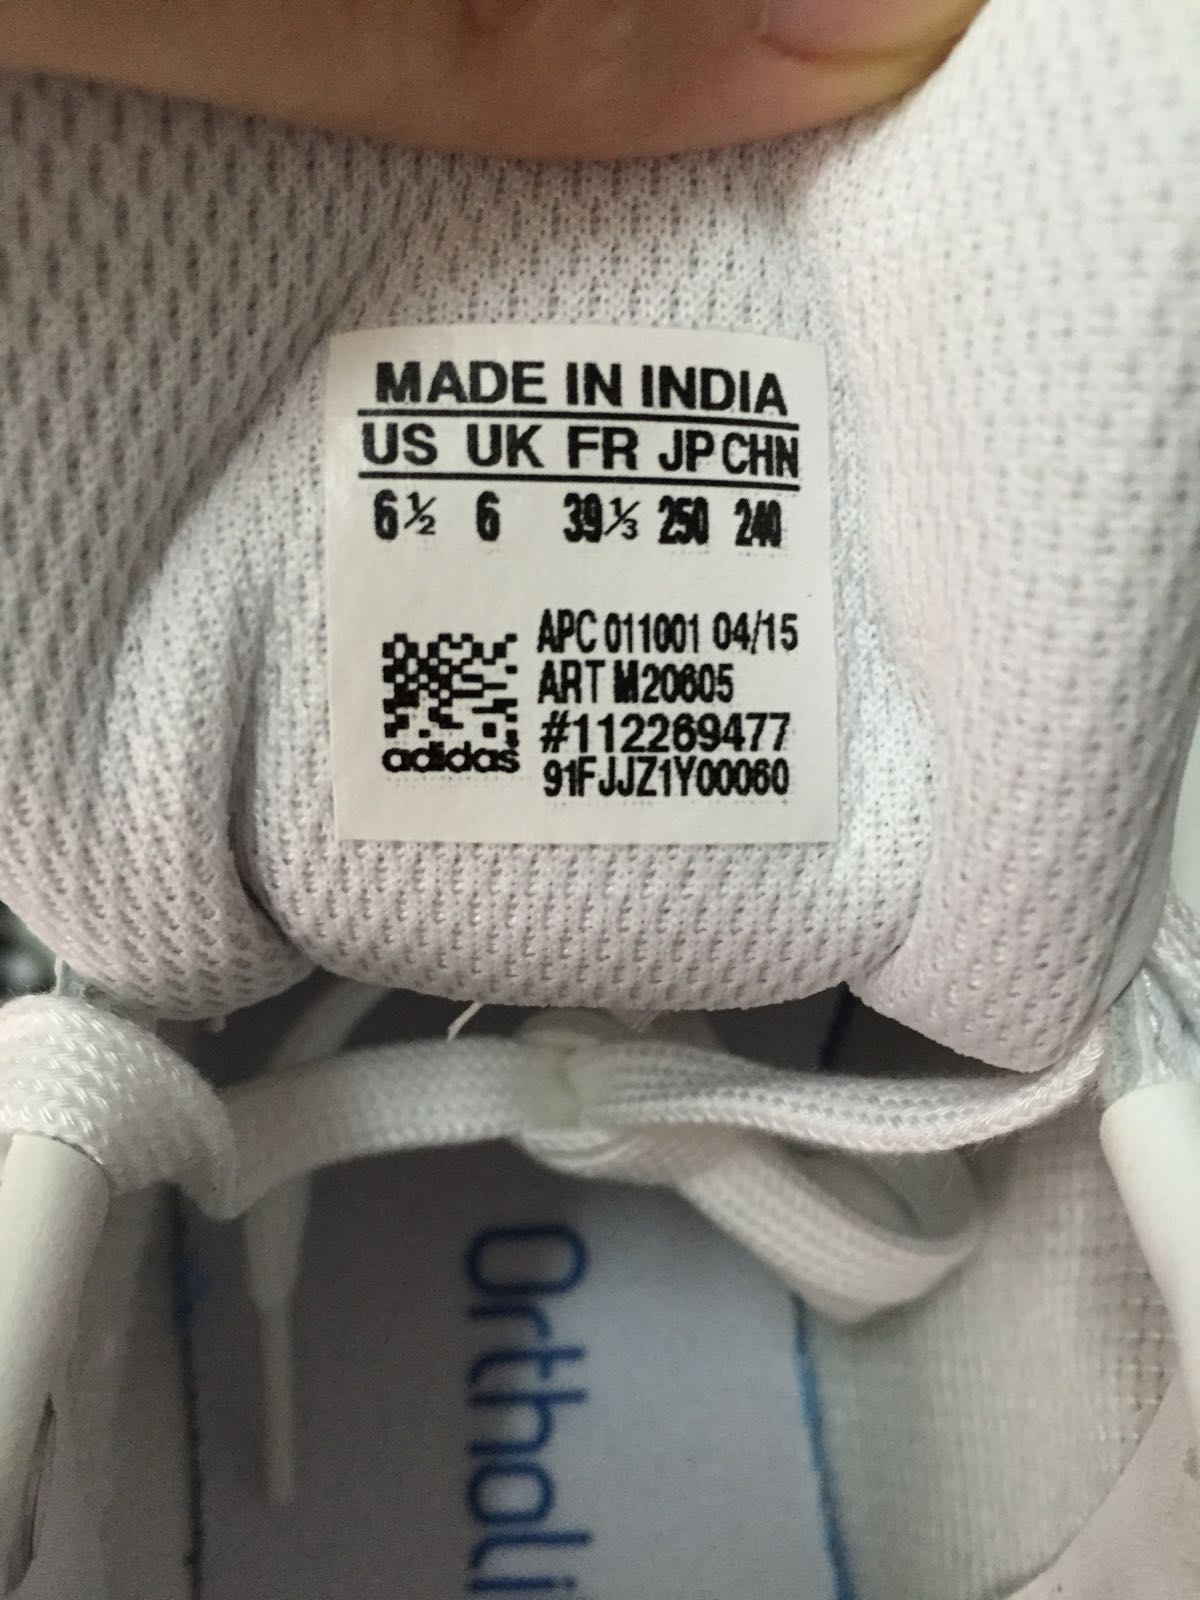 MADE IN INDIA
US UK FR JP CHN
6½ 6 39⅓ 250 240
APC 011001 04/15
ART M20605
#112269477
91FJJZ1Y00060
adidas
Ortholi